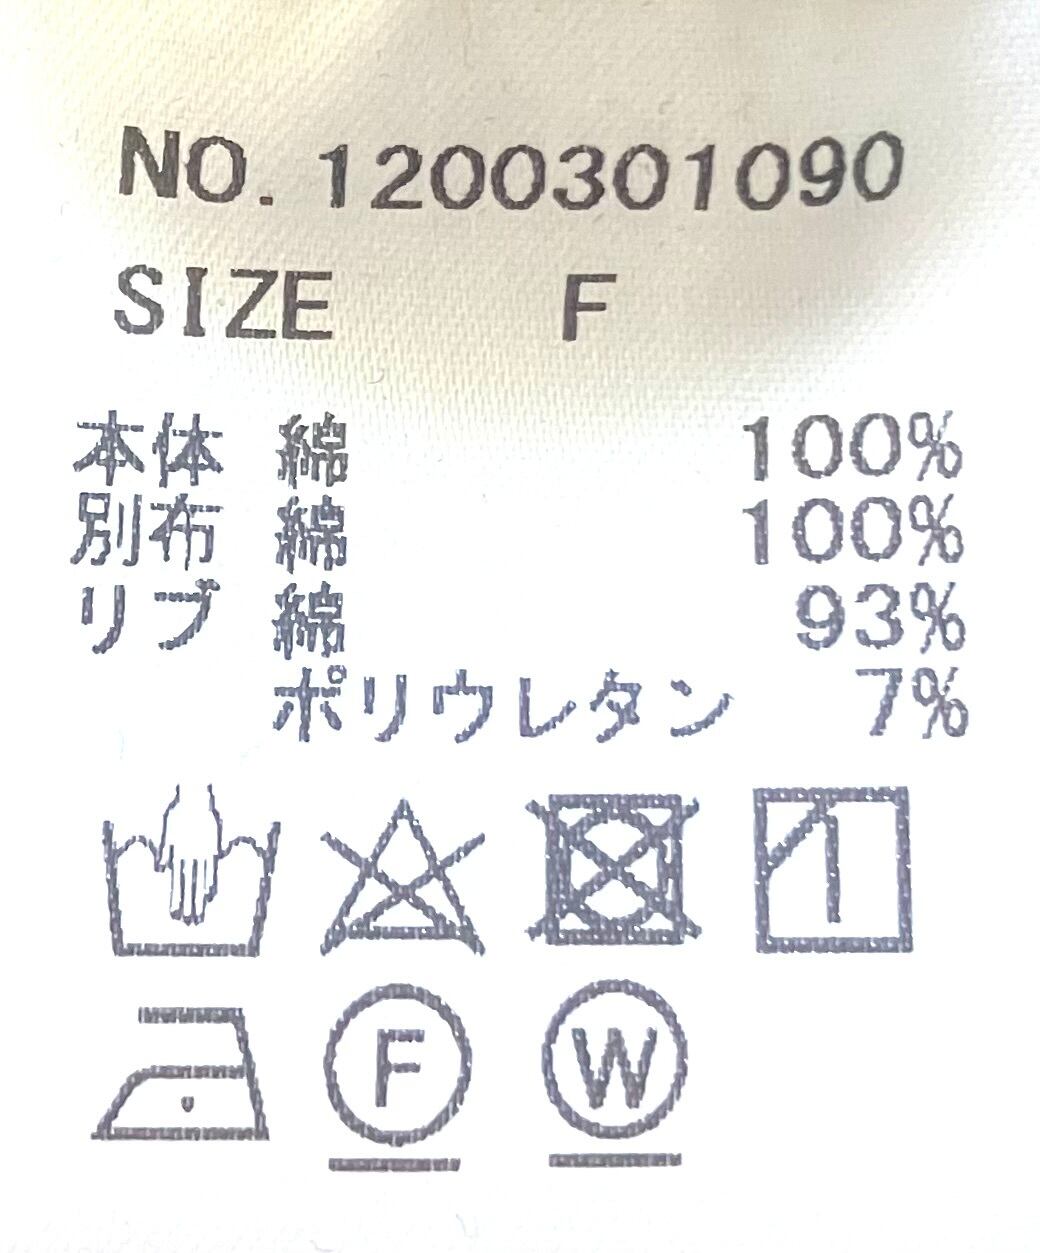 NO. 1200301090
SIZE F
本体 綿 100%
別布 綿 100%
リブ 綿 93%
ポリウレタン 7%
F W